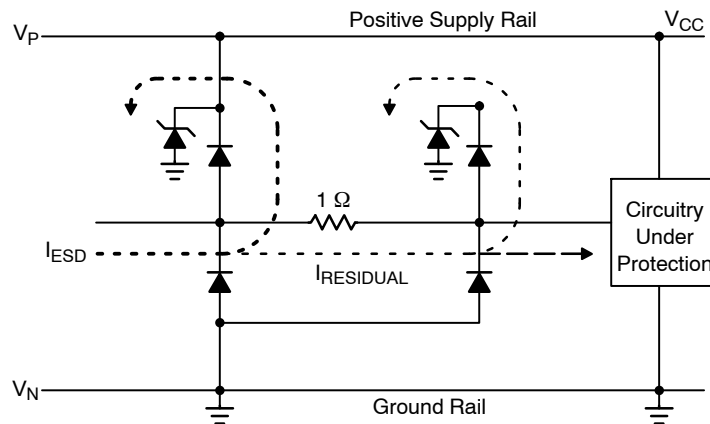 Positive Supply Rail
V_P
V_CC
1 Ω
Circuitry
Under
Protection
I_ESD
I_RESIDUAL
V_N
Ground Rail